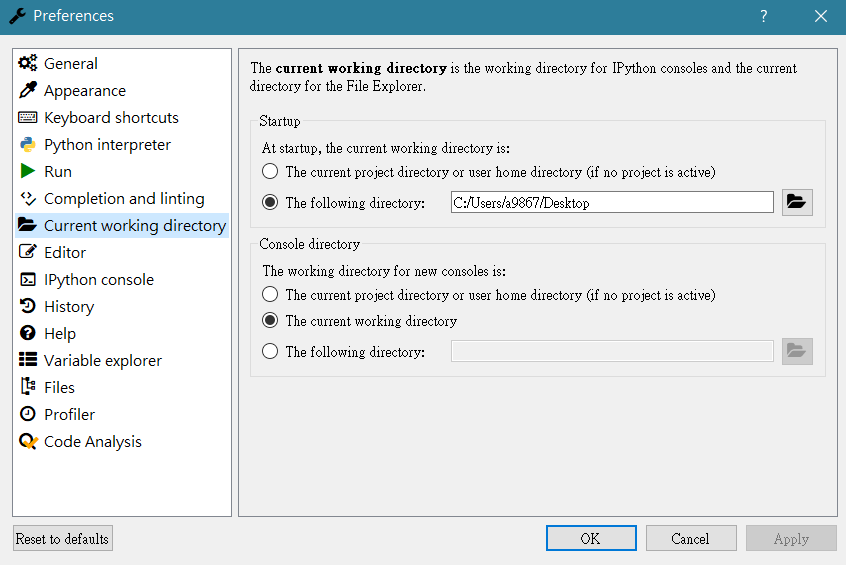 Preferences
?
General
Appearance
Keyboard shortcuts
Python interpreter
Run
Completion and linting
Current working directory
Editor
IPython console
History
Help
Variable explorer
Files
Profiler
Code Analysis
The current working directory is the working directory for IPython consoles and the current
directory for the File Explorer.
Startup
At startup, the current working directory is:
The current project directory or user home directory (if no project is active)
The following directory: C:/Users/a9867/Desktop
Console directory
The working directory for new consoles is:
The current project directory or user home directory (if no project is active)
The current working directory
The following directory:
Reset to defaults
OK
Cancel
Apply